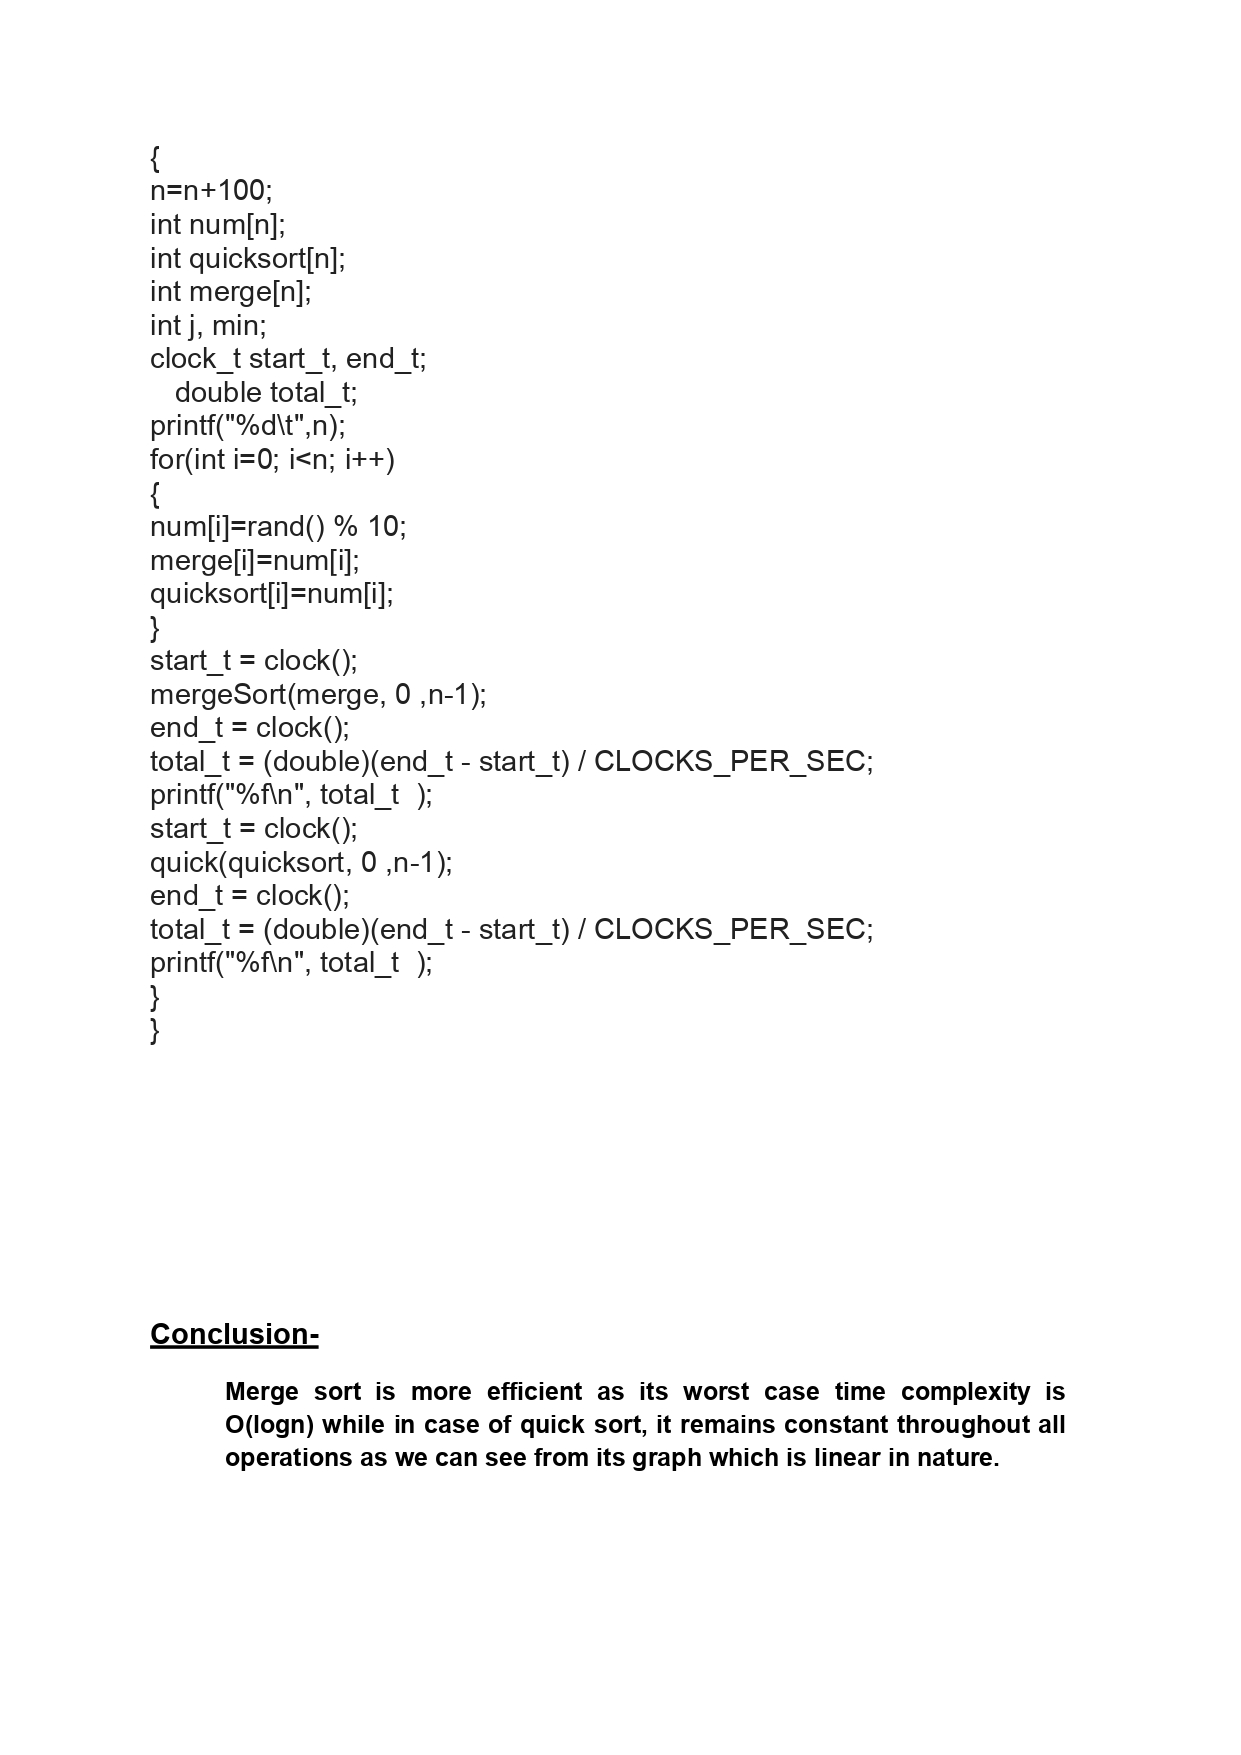 {
n=n+100;
int num[n];
int quicksort[n];
int merge[n];
int j, min;
clock_t start_t, end_t;
   double total_t;
printf("%d\t",n);
for(int i=0; i<n; i++)
{
num[i]=rand() % 10;
merge[i]=num[i];
quicksort[i]=num[i];
}
start_t = clock();
mergeSort(merge, 0 ,n-1);
end_t = clock();
total_t = (double)(end_t - start_t) / CLOCKS_PER_SEC;
printf("%f\n", total_t  );
start_t = clock();
quick(quicksort, 0 ,n-1);
end_t = clock();
total_t = (double)(end_t - start_t) / CLOCKS_PER_SEC;
printf("%f\n", total_t  );
}
}
Conclusion-
Merge sort is more efficient as its worst case time complexity is
O(logn) while in case of quick sort, it remains constant throughout all
operations as we can see from its graph which is linear in nature.